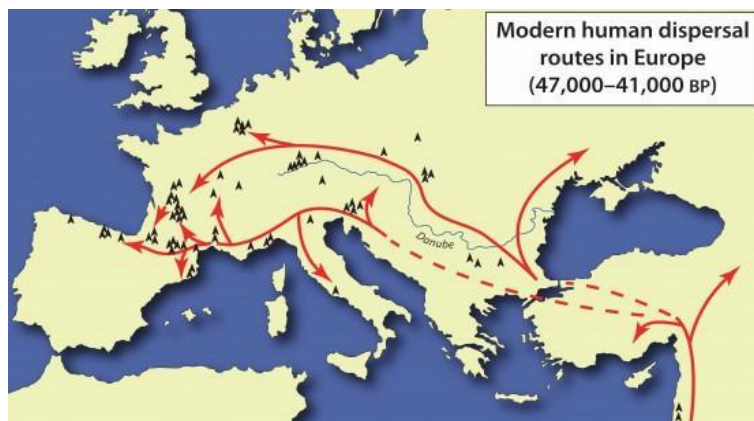 Modern human dispersal
routes in Europe
(47,000–41,000 BP)
Danube